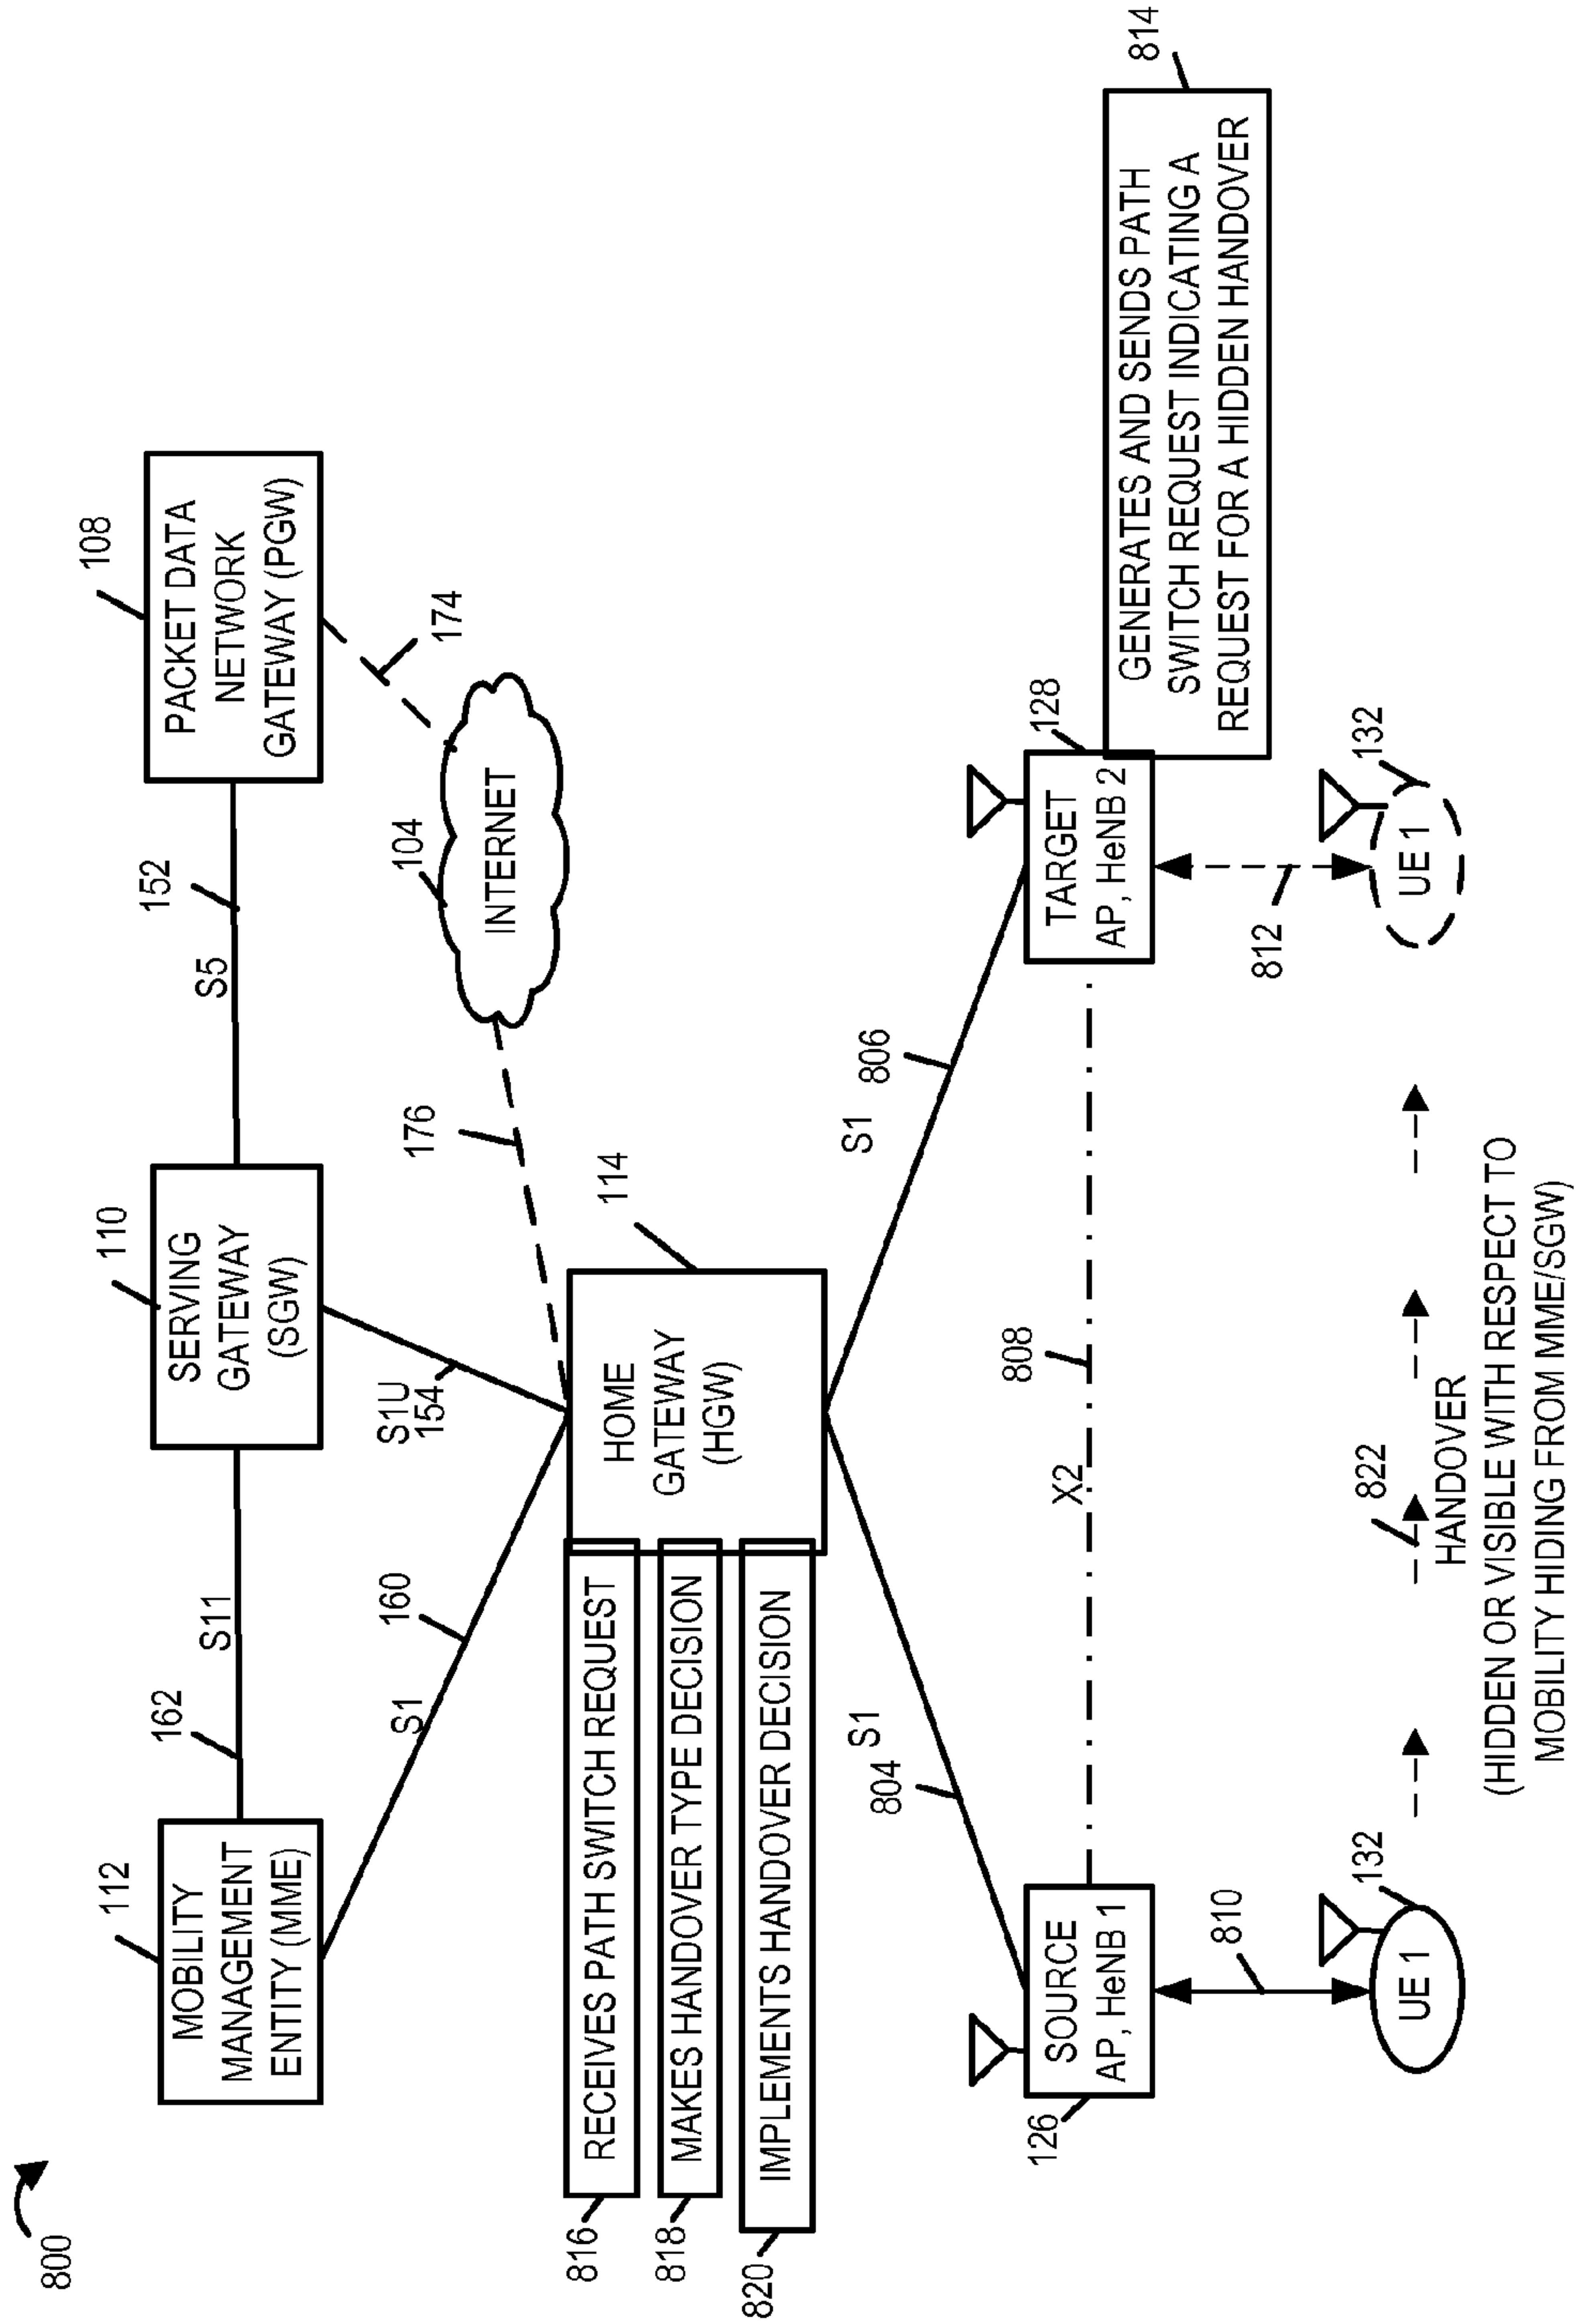 800
112
MOBILITY
MANAGEMENT
ENTITY (MME)
162
S11
110
SERVING
GATEWAY
(SGW)
S5
152
108
PACKET DATA
NETWORK
GATEWAY (PGW)
S1
160
S1U
154
176
104
INTERNET
174
816
RECEIVES PATH SWITCH REQUEST
818
MAKES HANDOVER TYPE DECISION
820
IMPLEMENTS HANDOVER DECISION
HOME
GATEWAY
(HGW)
114
804
S1
S1
806
126
SOURCE
AP, HeNB 1
X2
808
TARGET
AP, HeNB 2
128
814
GENERATES AND SENDS PATH
SWITCH REQUEST INDICATING A
REQUEST FOR A HIDDEN HANDOVER
810
812
UE 1
132
822
HANDOVER
(HIDDEN OR VISIBLE WITH RESPECT TO
MOBILITY HIDING FROM MME/SGW)
UE 1
132